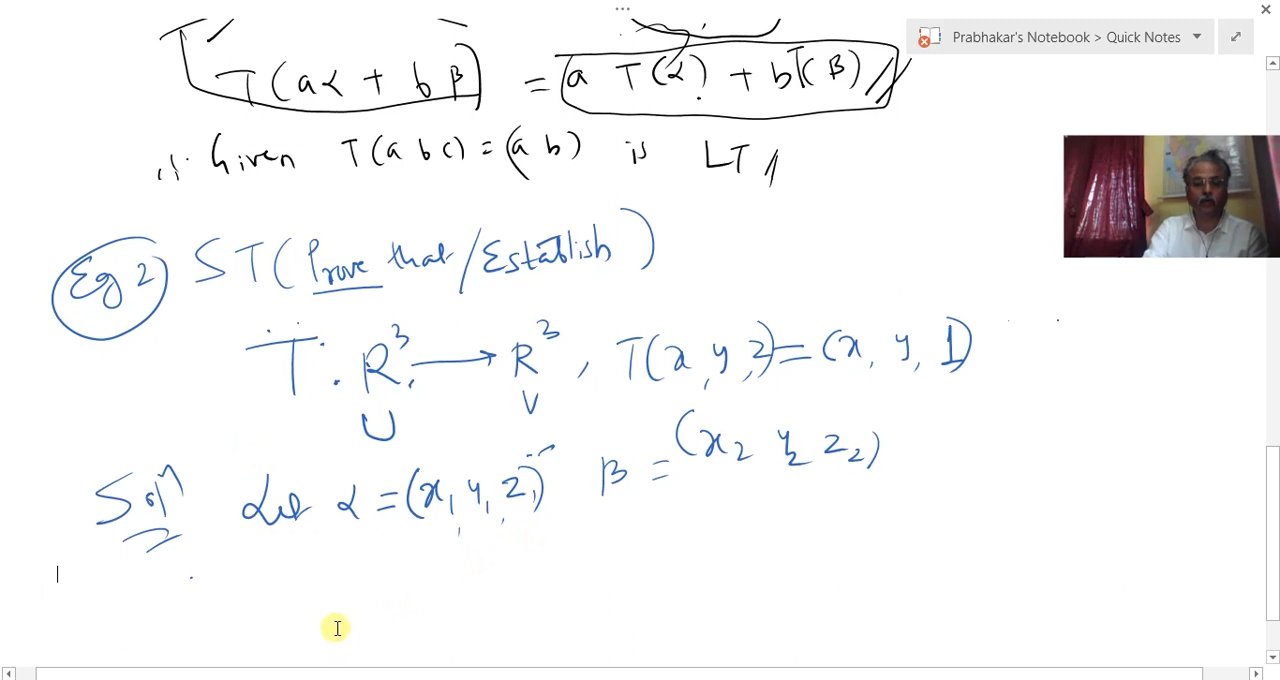 Prabhakar's Notebook > Quick Notes
T(aα + bβ) = a T(α) + bT(β) //
∴ Given T(a b c) = (a b) is LT //
Eg 2) ST (Prove that / Establish)
T: R³ → R³, T(x, y, z) = (x, y, 1)
U V
Solⁿ Let α = (x₁ y₁ z₁) β = (x₂ y₂ z₂)